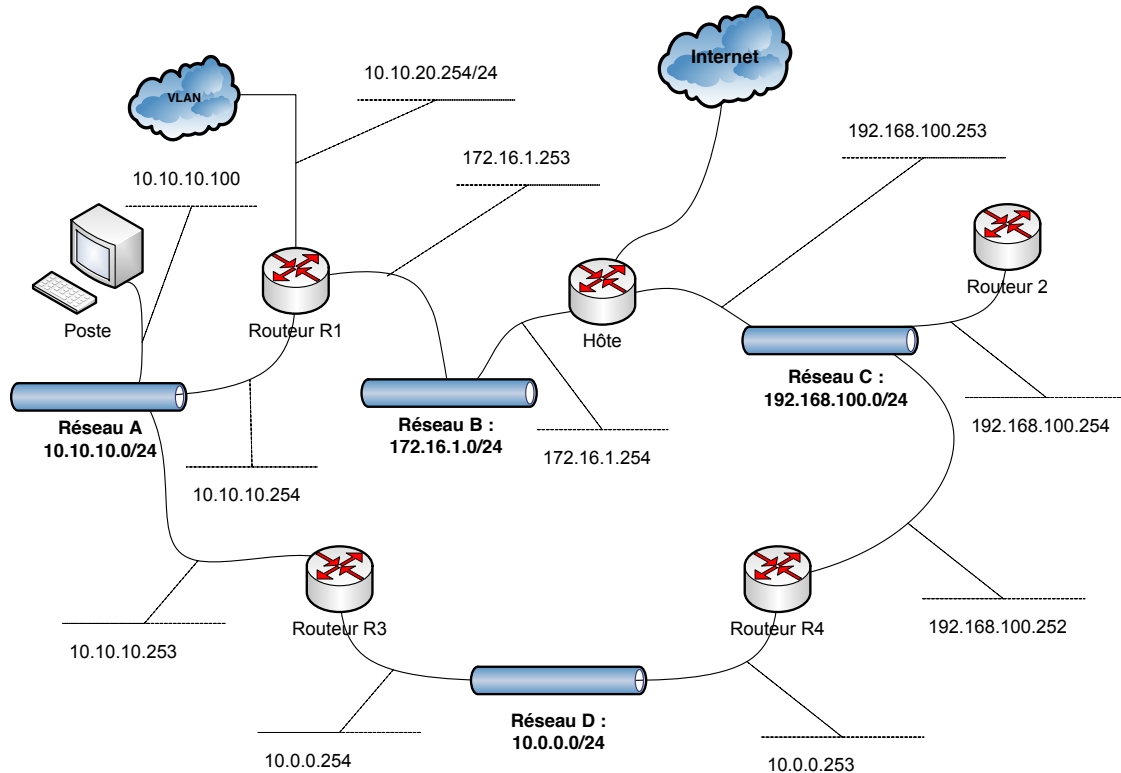 Internet
10.10.20.254/24
VLAN
192.168.100.253
172.16.1.253
10.10.10.100
Routeur 2
Poste
Routeur R1
Hôte
Réseau C :
192.168.100.0/24
Réseau A
10.10.10.0/24
Réseau B :
172.16.1.0/24
192.168.100.254
172.16.1.254
10.10.10.254
Routeur R3
Routeur R4
192.168.100.252
10.10.10.253
Réseau D :
10.0.0.0/24
10.0.0.254
10.0.0.253